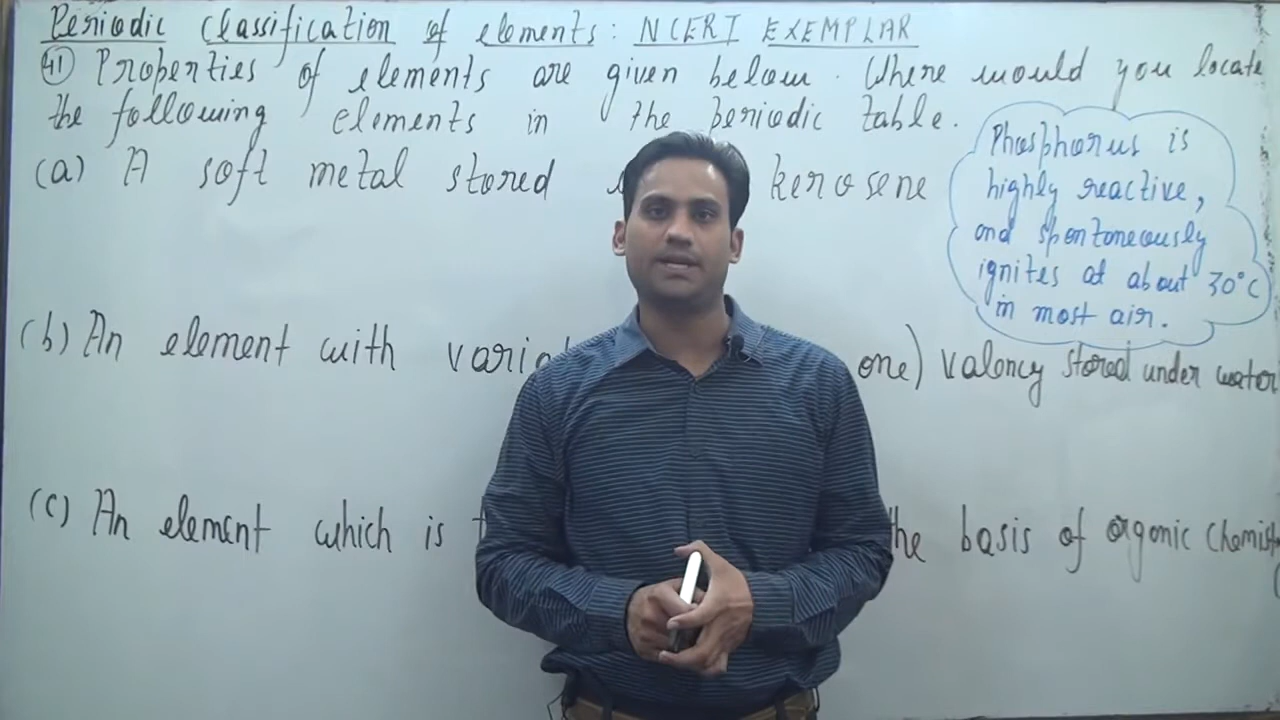 Periodic Classification of elements: NCERT EXEMPLAR
41 Properties of elements are given below. Where would you locate
the following elements in the periodic table.
(a) A soft metal stored kerosene
(b) An element with one) valency stored under water
(c) An element which is the basis of organic chemistry
Phosphorus is
highly reactive,
and spontaneously
ignites at about 30°C
in most air.